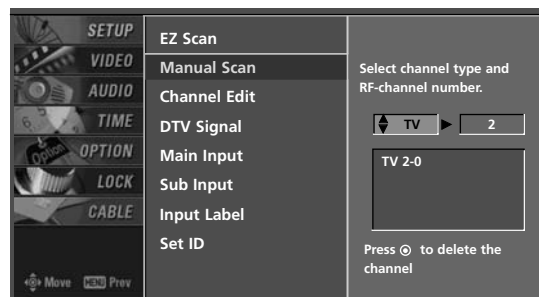 SETUP
VIDEO
AUDIO
TIME
OPTION
LOCK
CABLE
Move MENU Prev
EZ Scan
Manual Scan
Channel Edit
DTV Signal
Main Input
Sub Input
Input Label
Set ID
Select channel type and
RF-channel number.
TV 2
TV 2-0
Press to delete the
channel